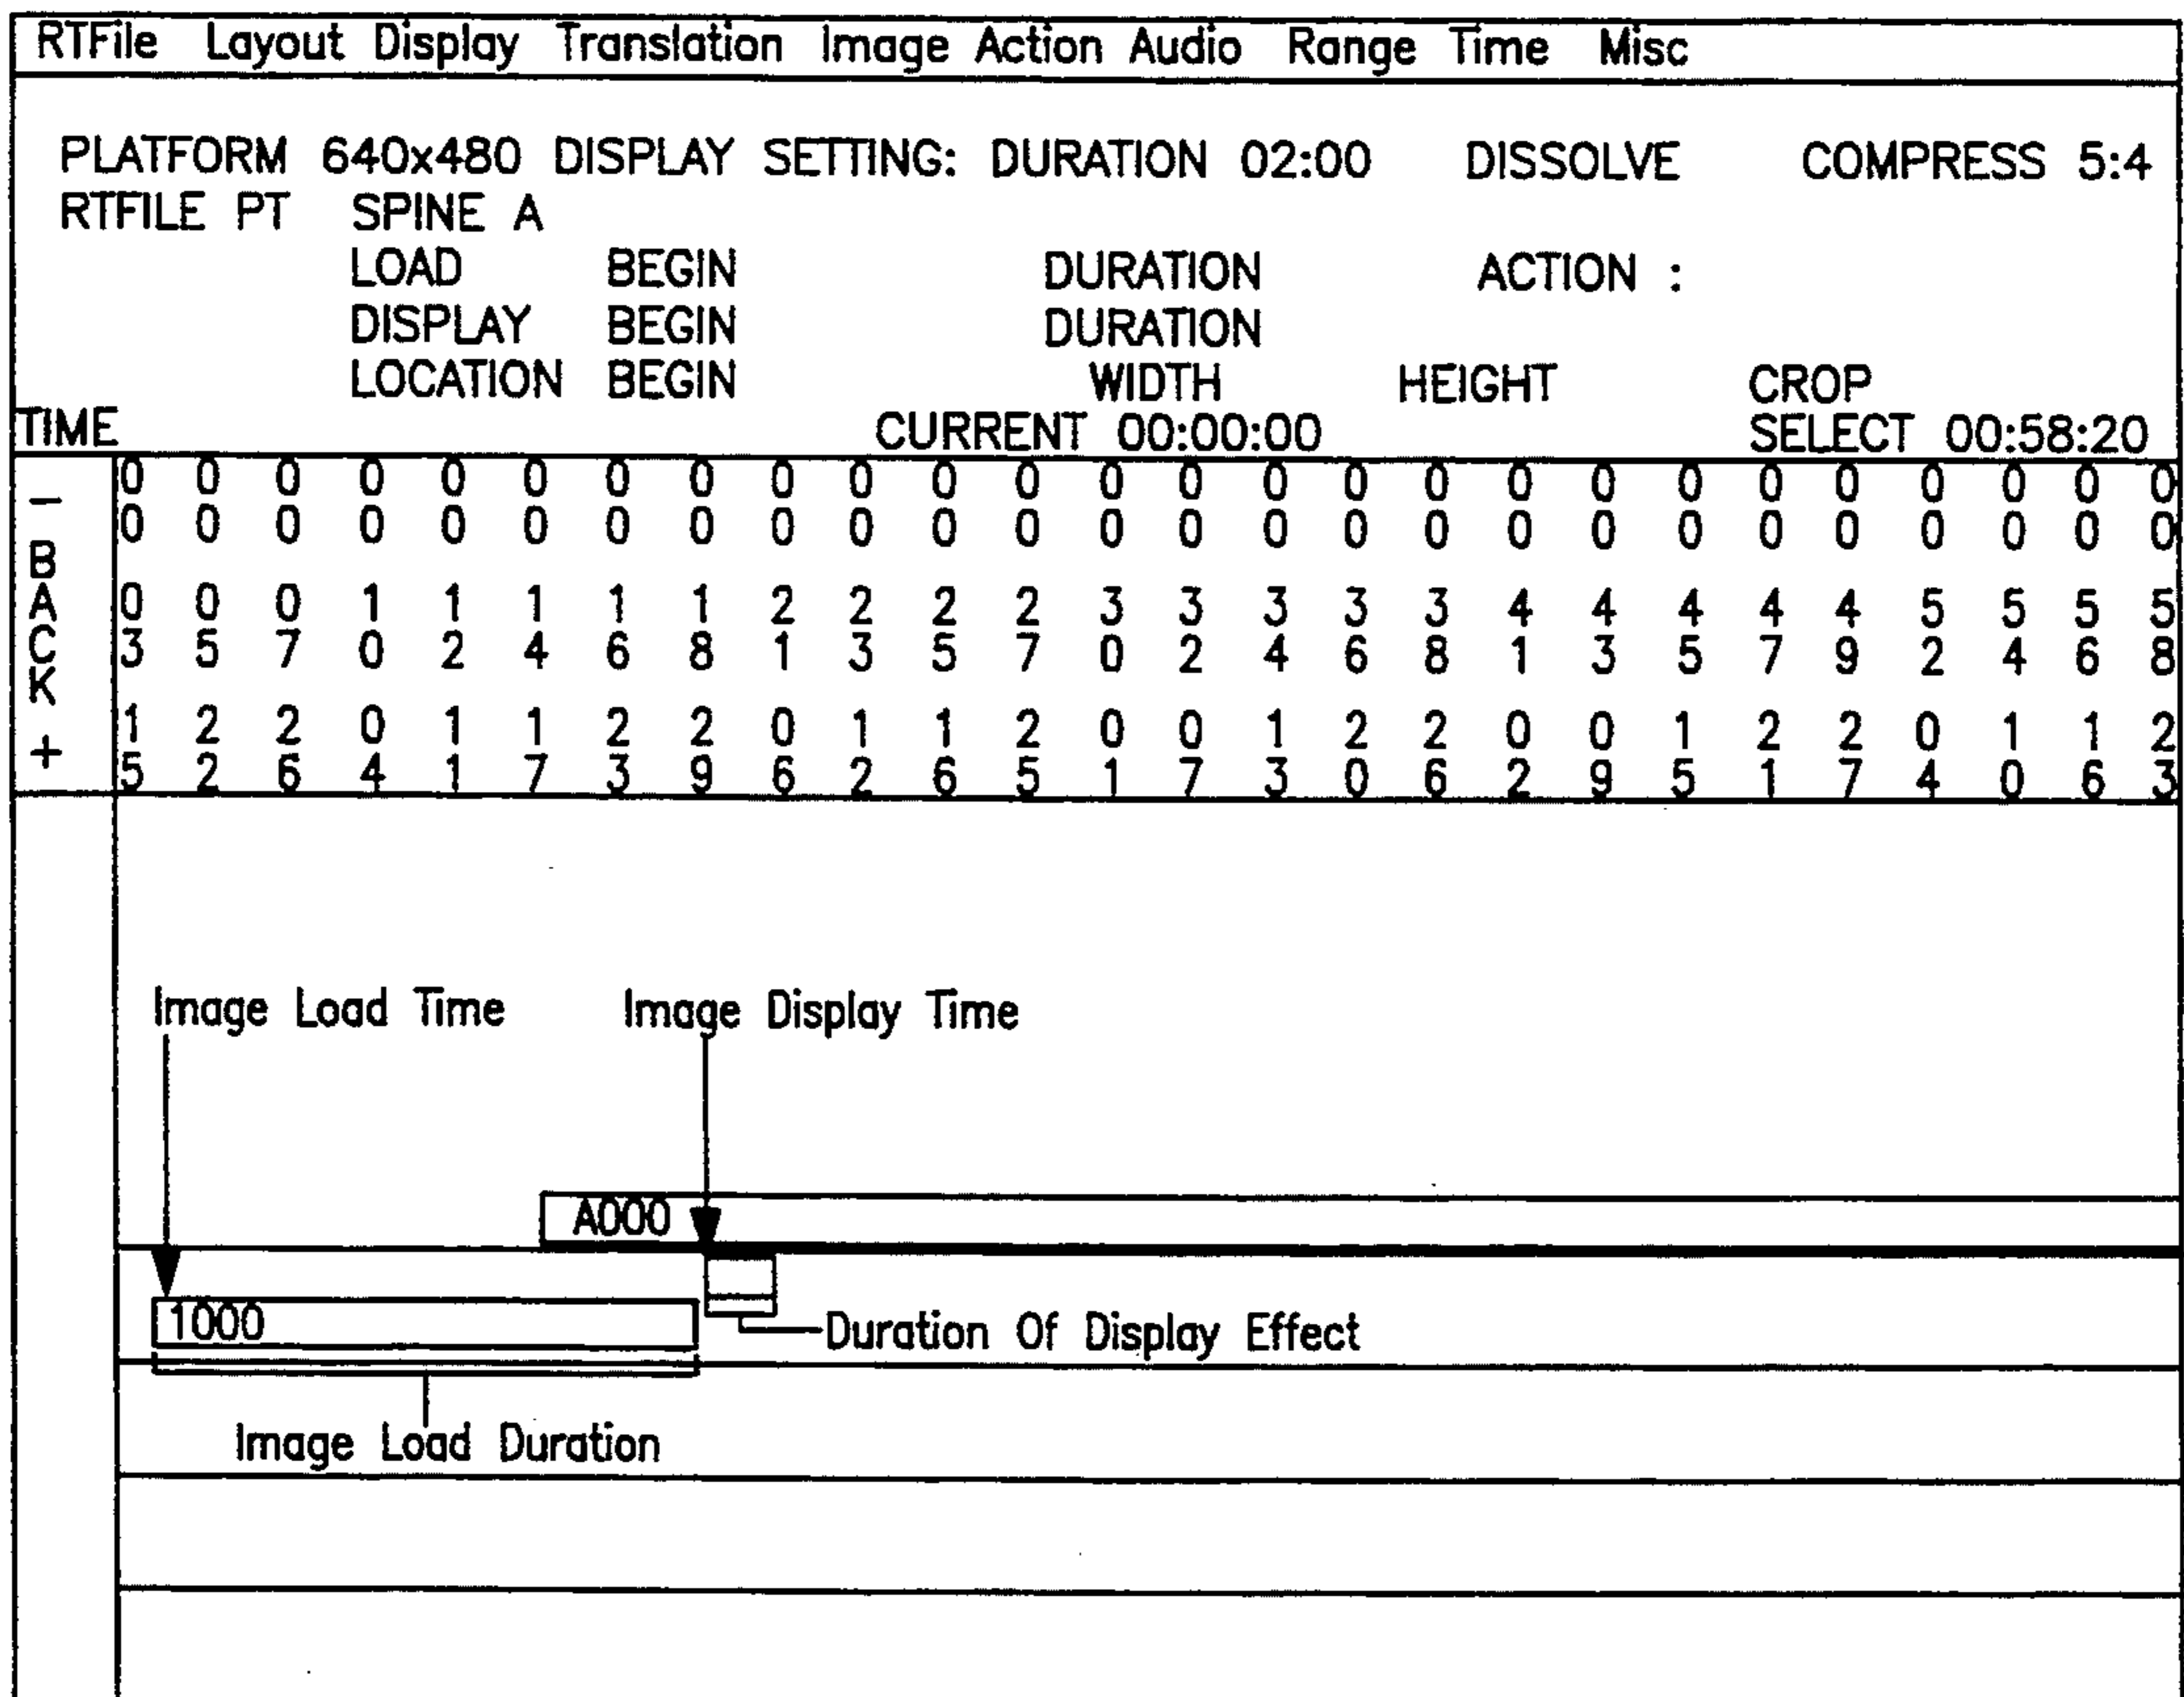 RTFile Layout Display Translation Image Action Audio Range Time Misc
PLATFORM 640x480 DISPLAY SETTING: DURATION 02:00 DISSOLVE COMPRESS 5:4
RTFILE PT SPINE A
LOAD BEGIN DURATION ACTION :
DISPLAY BEGIN DURATION
LOCATION BEGIN WIDTH HEIGHT CROP
TIME CURRENT 00:00:00 SELECT 00:58:20
- BACK +
0 0 0 0 0 0 0 0 0 0 0 0 0 0 0 0 0 0 0 0 0 0 0 0 0 0
0 0 0 0 0 0 0 0 0 0 0 0 0 0 0 0 0 0 0 0 0 0 0 0 0 0
0 0 0 1 1 1 1 1 2 2 2 2 3 3 3 3 3 4 4 4 4 4 5 5 5 5
3 5 7 0 2 4 6 8 1 3 5 7 0 2 4 6 8 1 3 5 7 9 2 4 6 8
1 2 2 0 1 1 2 2 0 1 1 2 0 0 1 2 2 0 0 1 2 2 0 1 1 2
5 2 6 4 1 7 3 9 6 2 6 5 1 7 3 0 6 2 9 5 1 7 4 0 6 3
Image Load Time Image Display Time
A000
1000
Duration Of Display Effect
Image Load Duration